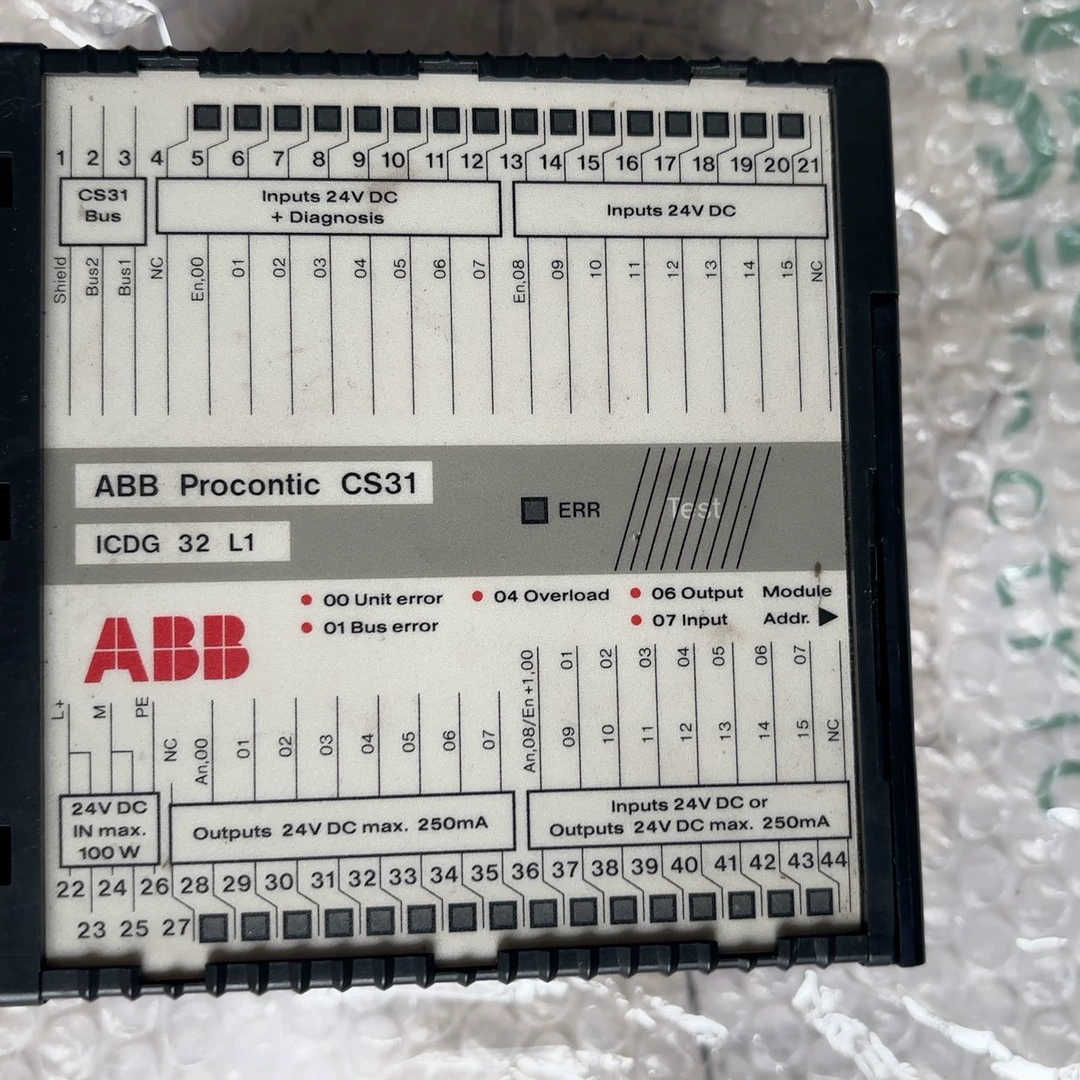 1 2 3 4 5 6 7 8 9 10 11 12 13 14 15 16 17 18 19 20 21
CS31
Bus
Inputs 24V DC
+ Diagnosis
Inputs 24V DC
Shield Bus2 Bus1 NC En,00 01 02 03 04 05 06 07 En,08 09 10 11 12 13 14 15 NC
ABB Procontic CS31
ERR
Test
ICDG 32 L1
00 Unit error
04 Overload
06 Output
Module
01 Bus error
07 Input
Addr.
ABB
An,08/En+1,00 01 02 03 04 05 06 07
L+ M PE NC An,00 01 02 03 04 05 06 07
09 10 11 12 13 14 15 NC
24V DC
IN max.
100 W
Outputs 24V DC max. 250mA
Inputs 24V DC or
Outputs 24V DC max. 250mA
22 24 26 28 29 30 31 32 33 34 35 36 37 38 39 40 41 42 43 44
23 25 27